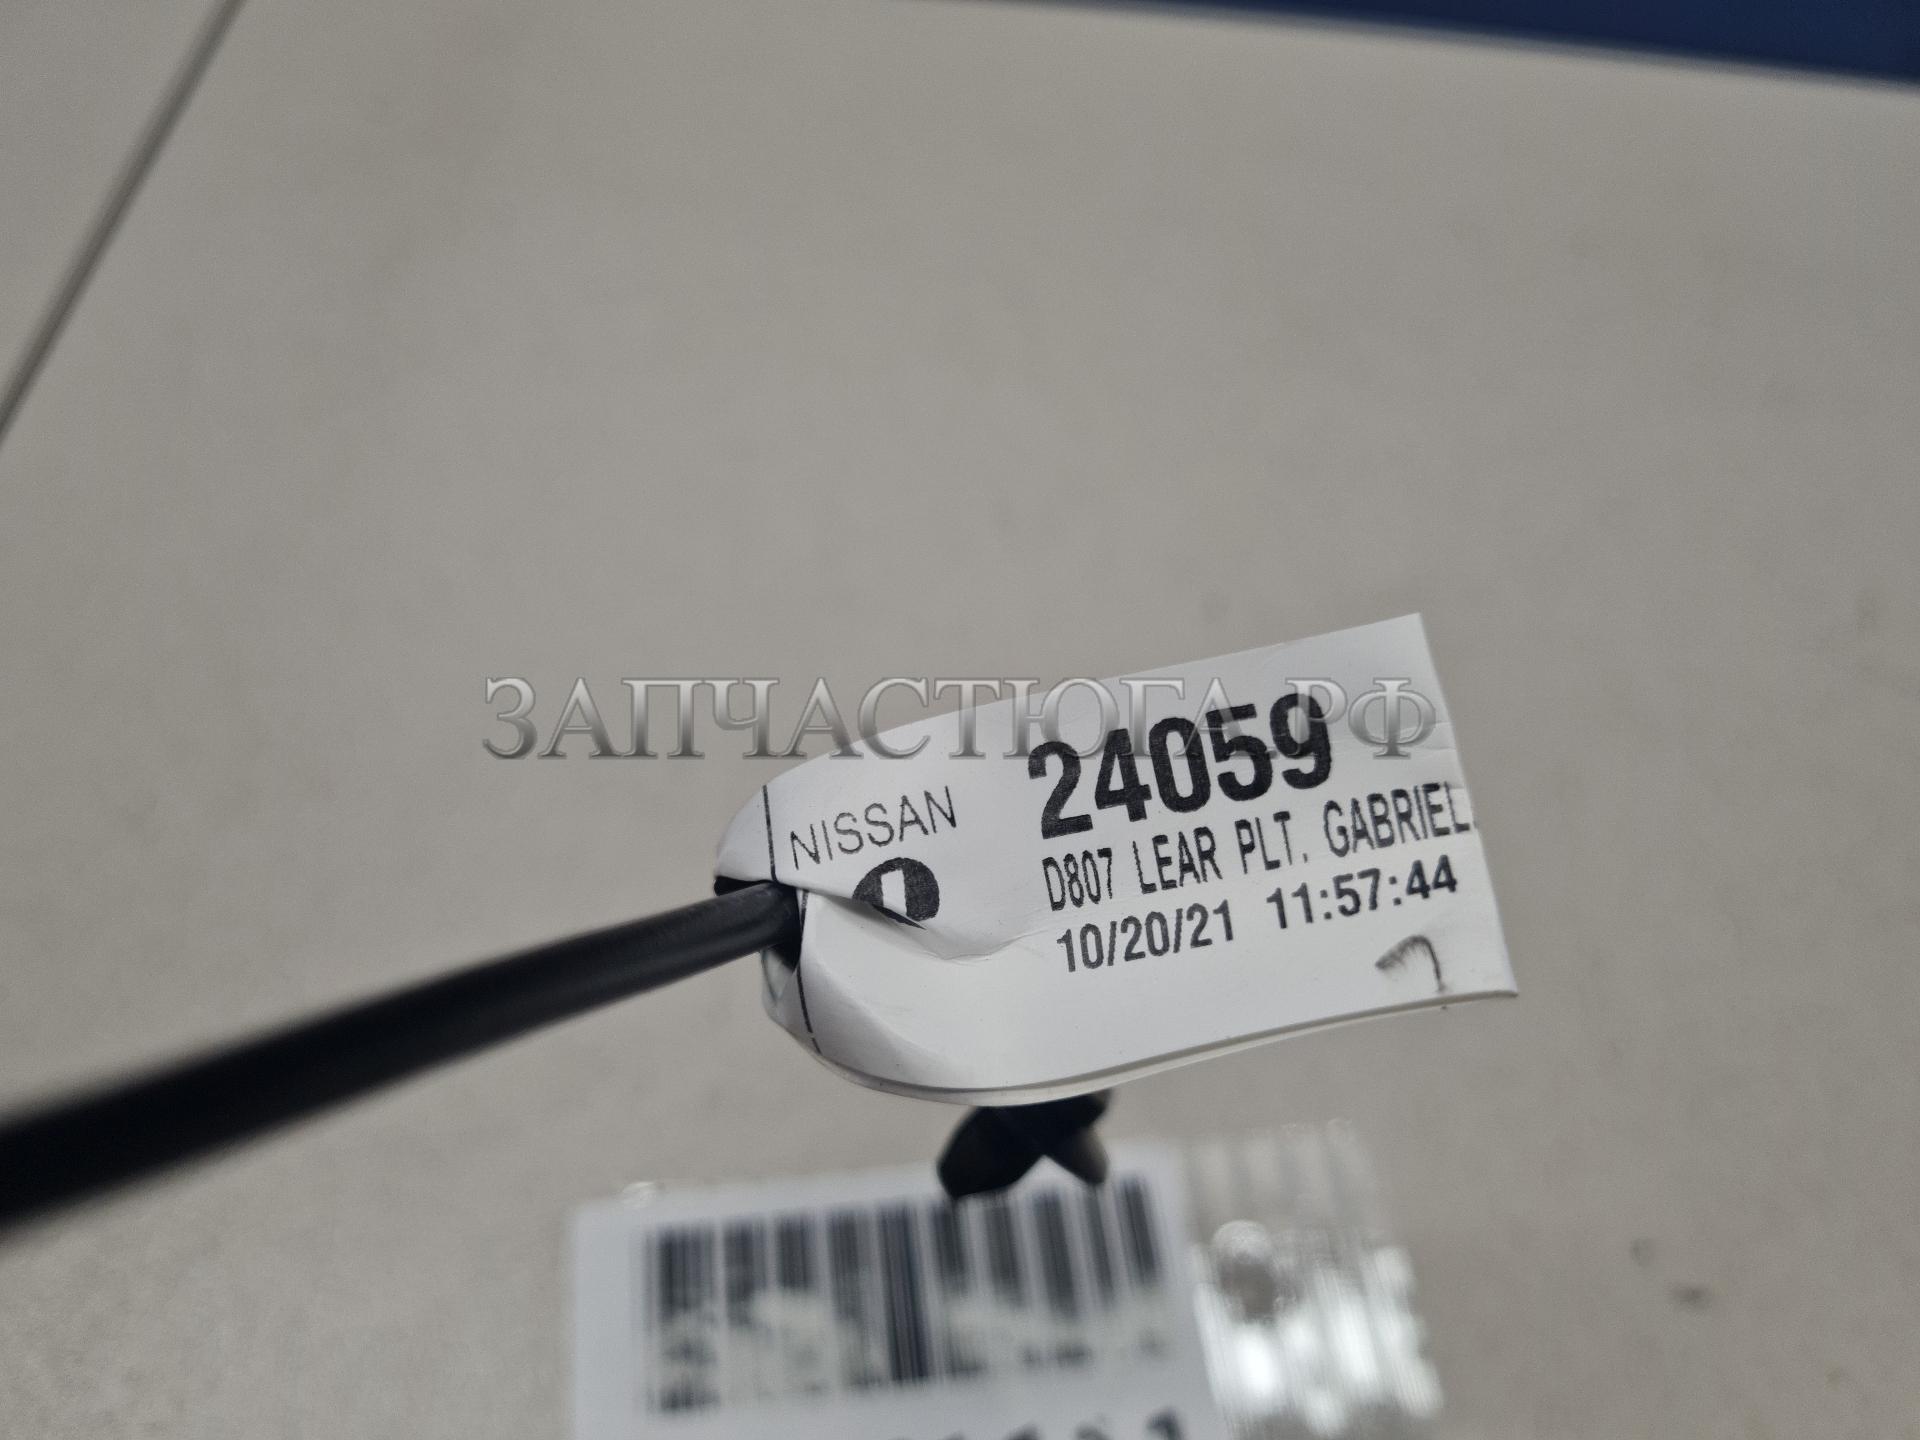 ЗАПЧАСТЮГА.РФ
24059
NISSAN
D807 LEAR PLT. GABRIEL.
10/20/21 11:57:44